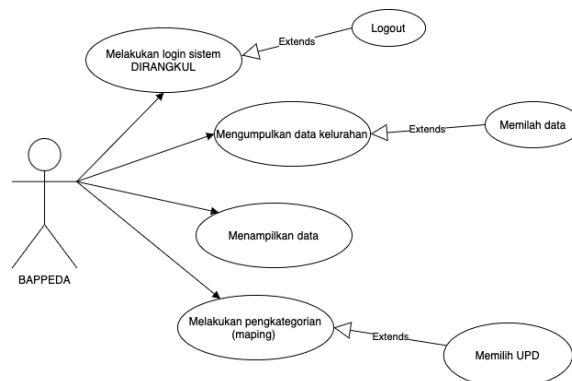 Logout
Extends
Melakukan login sistem
DIRANGKUL
Mengumpulkan data kelurahan
Extends
Memilah data
Menampilkan data
BAPPEDA
Melakukan pengkategorian
(maping)
Extends
Memilih UPD